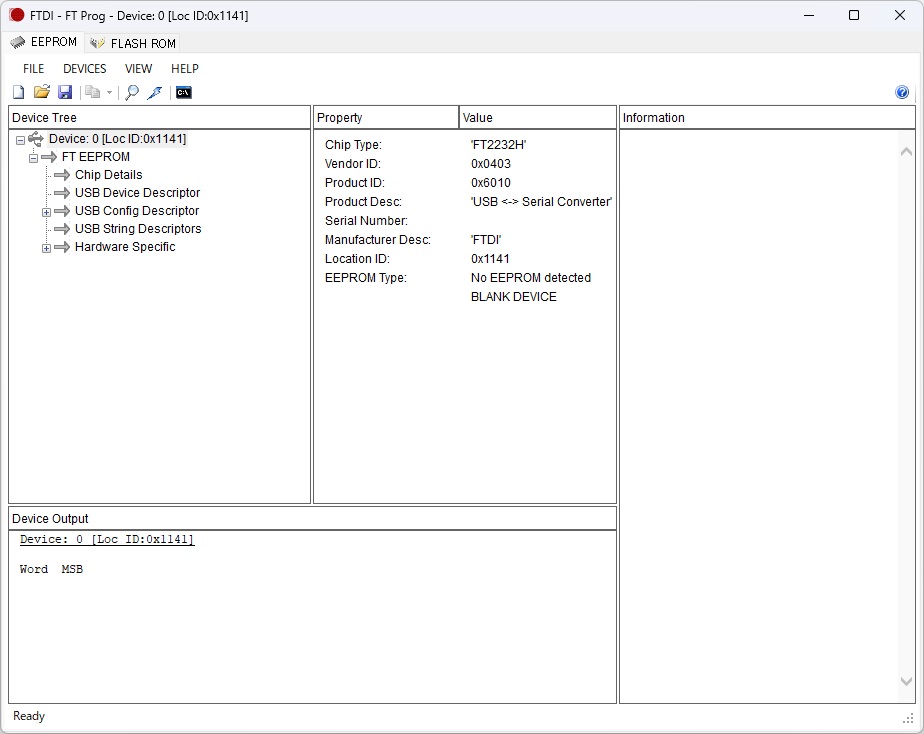 FTDI - FT Prog - Device: 0 [Loc ID:0x1141]
EEPROM FLASH ROM
FILE DEVICES VIEW HELP
C:\
Device Tree
Device: 0 [Loc ID:0x1141]
FT EEPROM
Chip Details
USB Device Descriptor
USB Config Descriptor
USB String Descriptors
Hardware Specific
Property Value
Chip Type: 'FT2232H'
Vendor ID: 0x0403
Product ID: 0x6010
Product Desc: 'USB <-> Serial Converter'
Serial Number:
Manufacturer Desc: 'FTDI'
Location ID: 0x1141
EEPROM Type: No EEPROM detected
BLANK DEVICE
Information
Device Output
Device: 0 [Loc ID:0x1141]
Word MSB
Ready